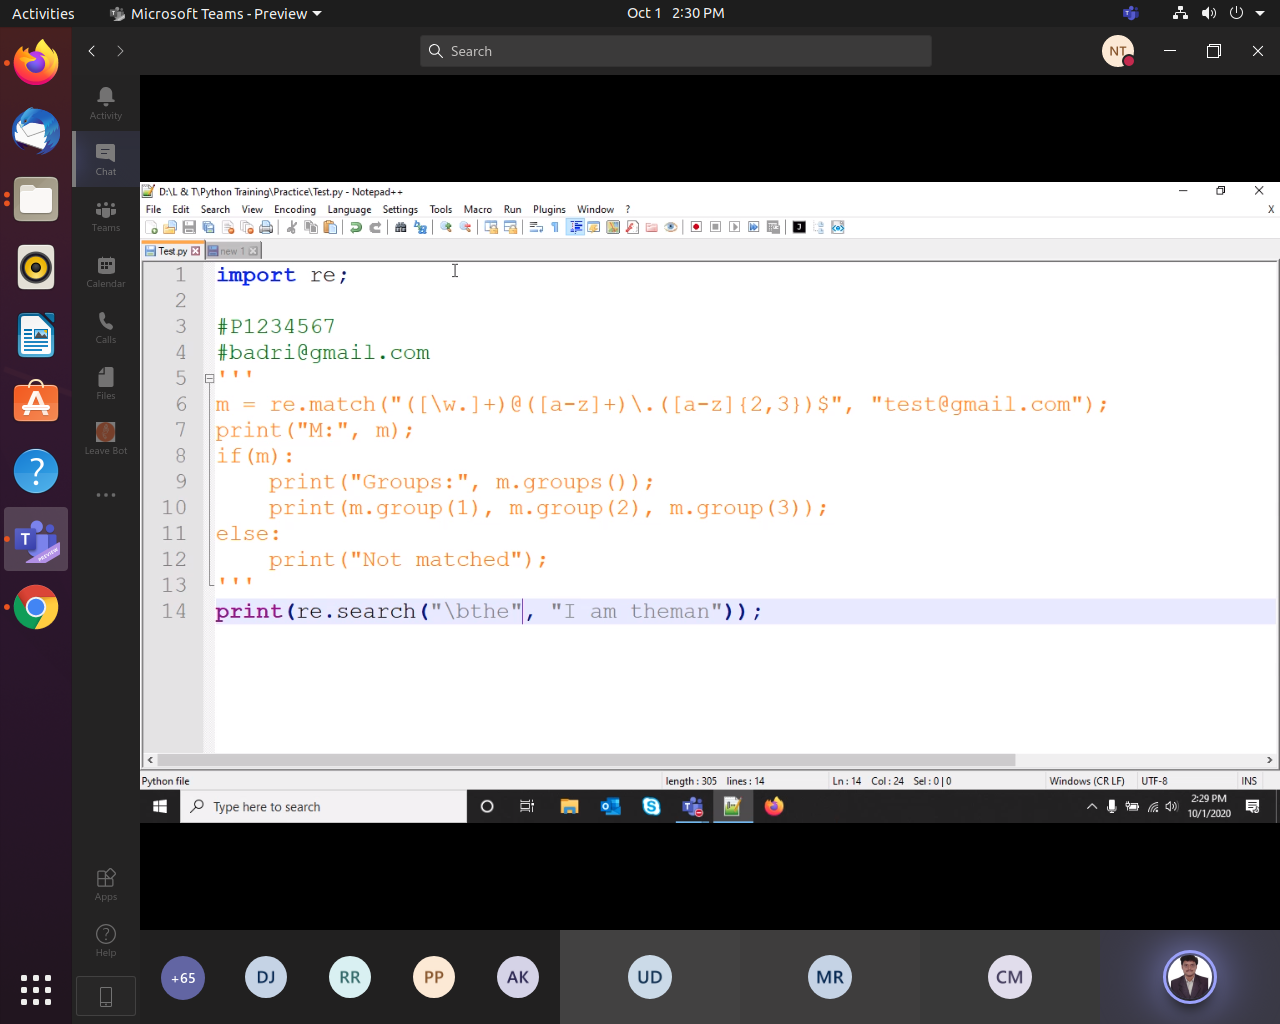 Activities Microsoft Teams - Preview Oct 1 2:30 PM
Search NT
Activity
Chat
Teams
Calendar
Calls
Files
Leave Bot
D:\L & T\Python Training\Practice\Test.py - Notepad++
File Edit Search View Encoding Language Settings Tools Macro Run Plugins Window ? X
Test.py new 1
1 import re;
2
3 #P1234567
4 #badri@gmail.com
5 '''
6 m = re.match("([\w.]+)@([a-z]+)\.([a-z]{2,3})$", "test@gmail.com");
7 print("M:", m);
8 if(m):
9 print("Groups:", m.groups());
10 print(m.group(1), m.group(2), m.group(3));
11 else:
12 print("Not matched");
13 '''
14 print(re.search("\bthe", "I am theman"));
Python file length : 305 lines : 14 Ln : 14 Col : 24 Sel : 0 | 0 Windows (CR LF) UTF-8 INS
Type here to search 2:29 PM
10/1/2020
Apps
Help
+65 DJ RR PP AK UD MR CM